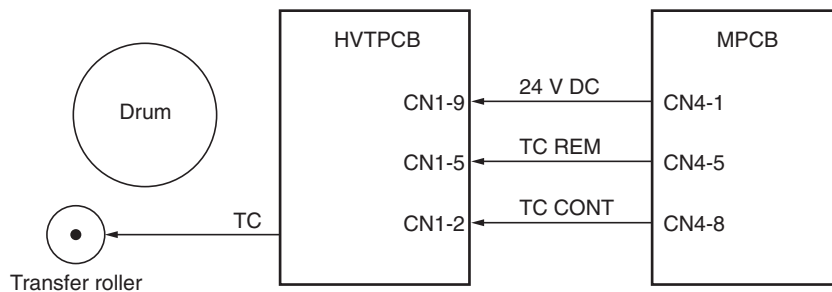 HVTPCB
MPCB
Drum
CN1-9
24 V DC
CN4-1
CN1-5
TC REM
CN4-5
TC
CN1-2
TC CONT
CN4-8
Transfer roller